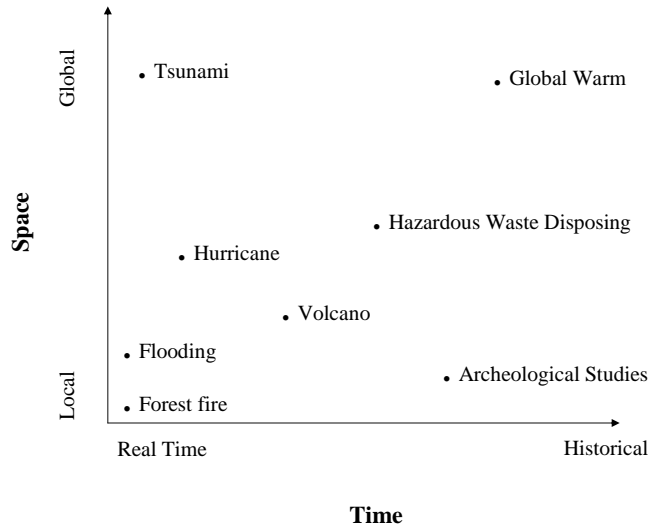 Global
Tsunami
Global Warm
Space
Hazardous Waste Disposing
Hurricane
Volcano
Flooding
Local
Archeological Studies
Forest fire
Real Time
Historical
Time